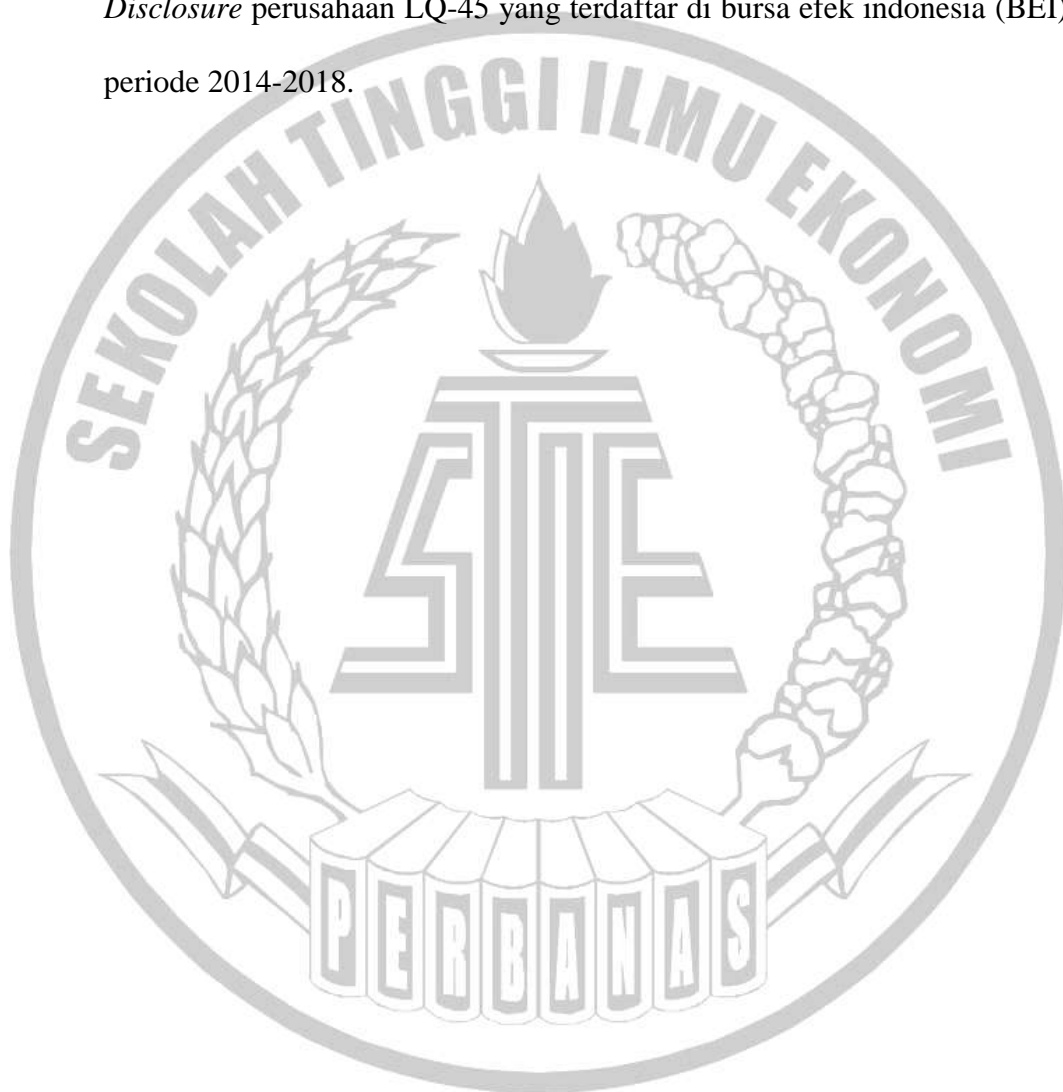 Disclosure perusahaan LQ-45 yang terdaftar di bursa efek indonesia (BEI)
periode 2014-2018.
SEKOLAH TINGGI ILMU EKONOMI
STIE
PERBANAS